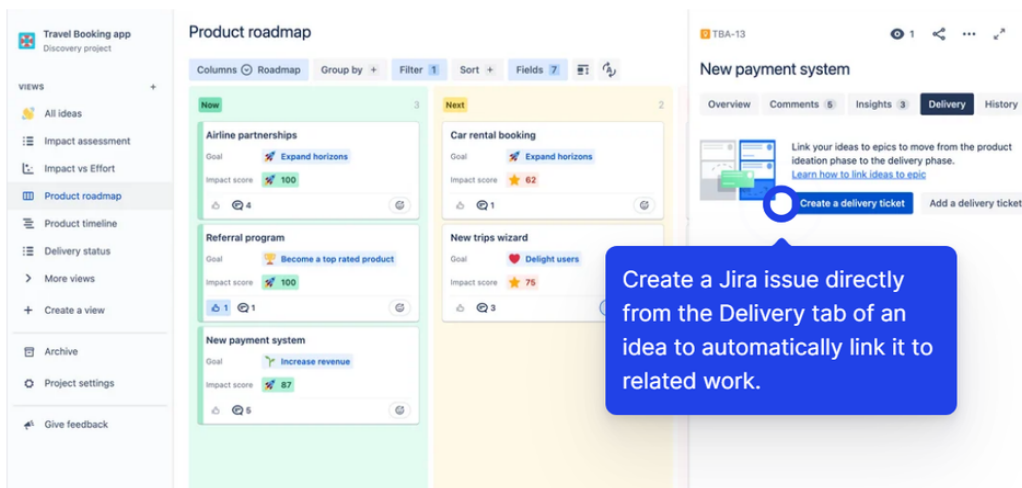 Travel Booking app
Discovery project
VIEWS +
All ideas
Impact assessment
Impact vs Effort
Product roadmap
Product timeline
Delivery status
More views
+ Create a view
Archive
Project settings
Give feedback
Product roadmap
Columns Roadmap Group by + Filter 1 Sort + Fields 7
Now 3
Airline partnerships
Goal Expand horizons
Impact score 100
4
Referral program
Goal Become a top rated product
Impact score 100
1 1
New payment system
Goal Increase revenue
Impact score 87
5
Next 2
Car rental booking
Goal Expand horizons
Impact score 62
1
New trips wizard
Goal Delight users
Impact score 75
3
TBA-13 1
New payment system
Overview Comments 5 Insights 3 Delivery History
Link your ideas to epics to move from the product
ideation phase to the delivery phase.
Learn how to link ideas to epic
Create a delivery ticket Add a delivery ticket
Create a Jira issue directly
from the Delivery tab of an
idea to automatically link it to
related work.